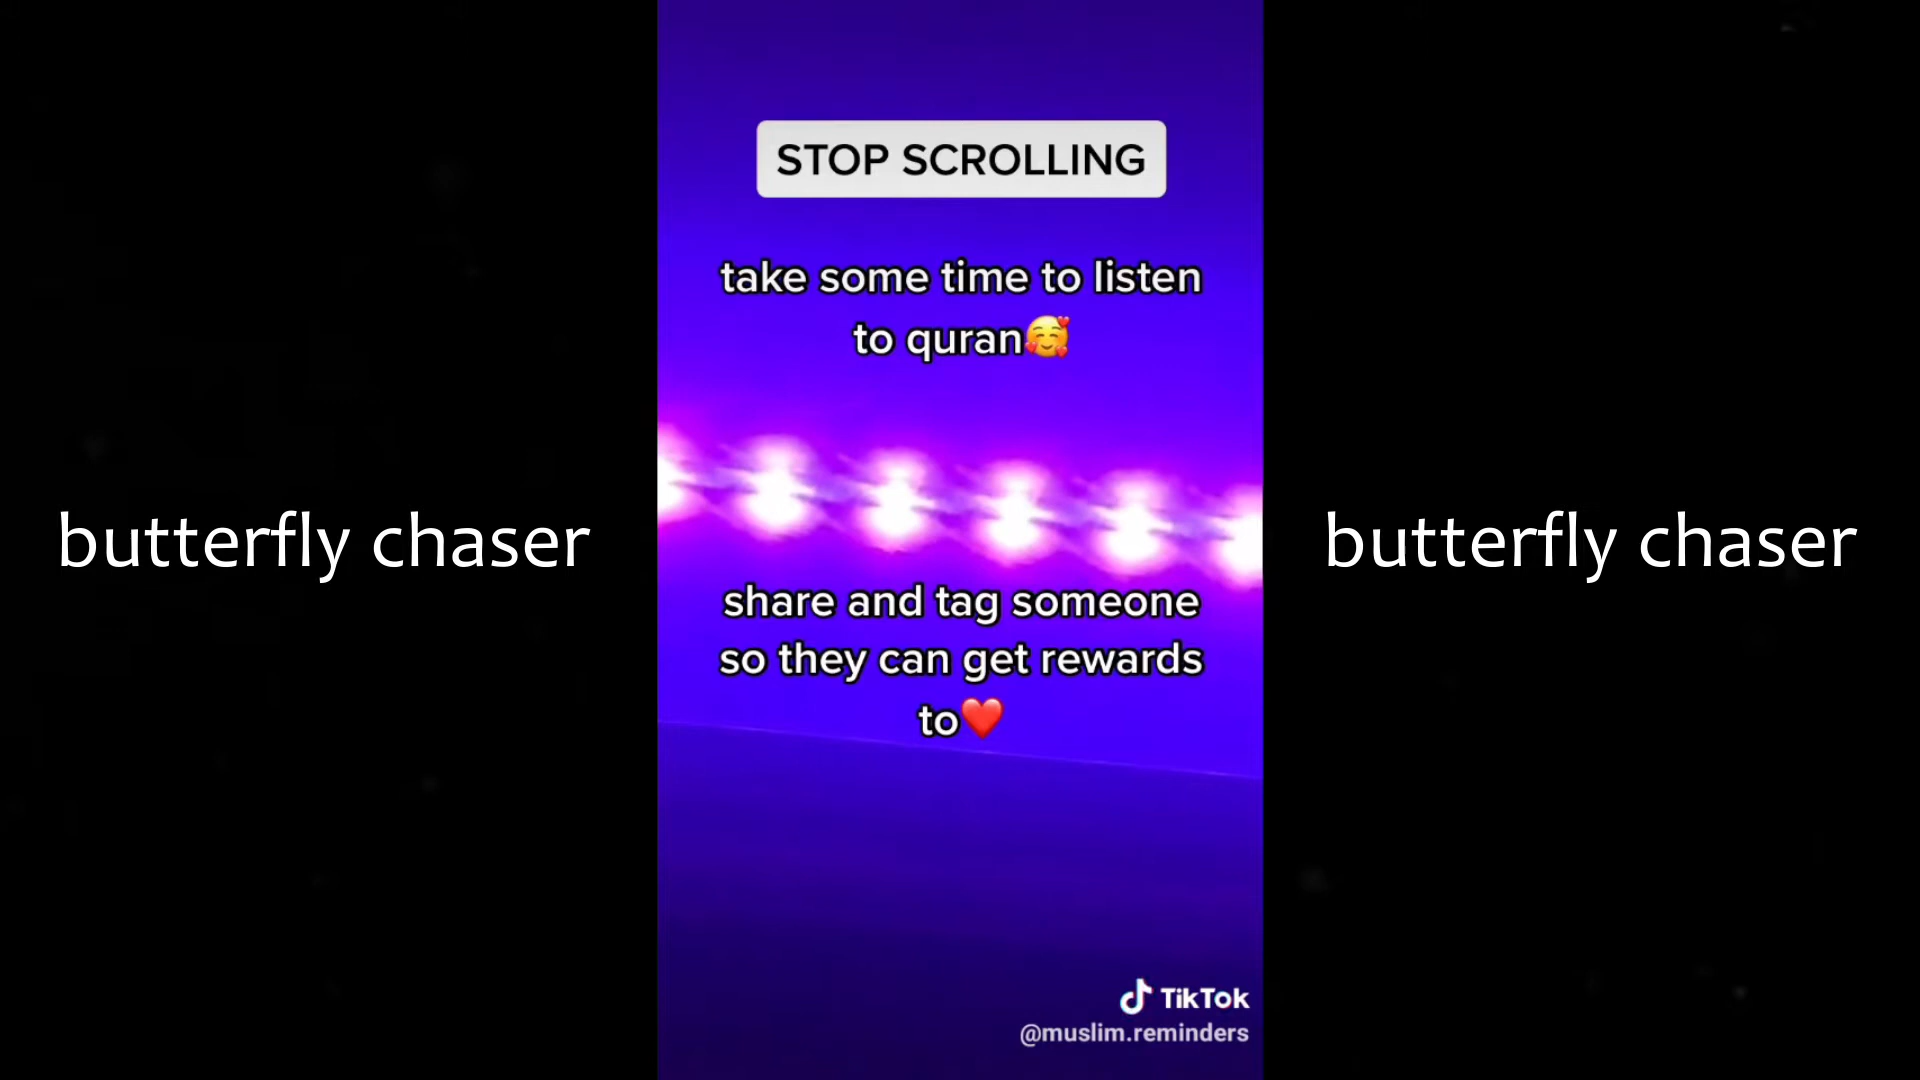 STOP SCROLLING
take some time to listen
to quran🥰
butterfly chaser
butterfly chaser
share and tag someone
so they can get rewards
to❤️
TikTok
@muslim.reminders